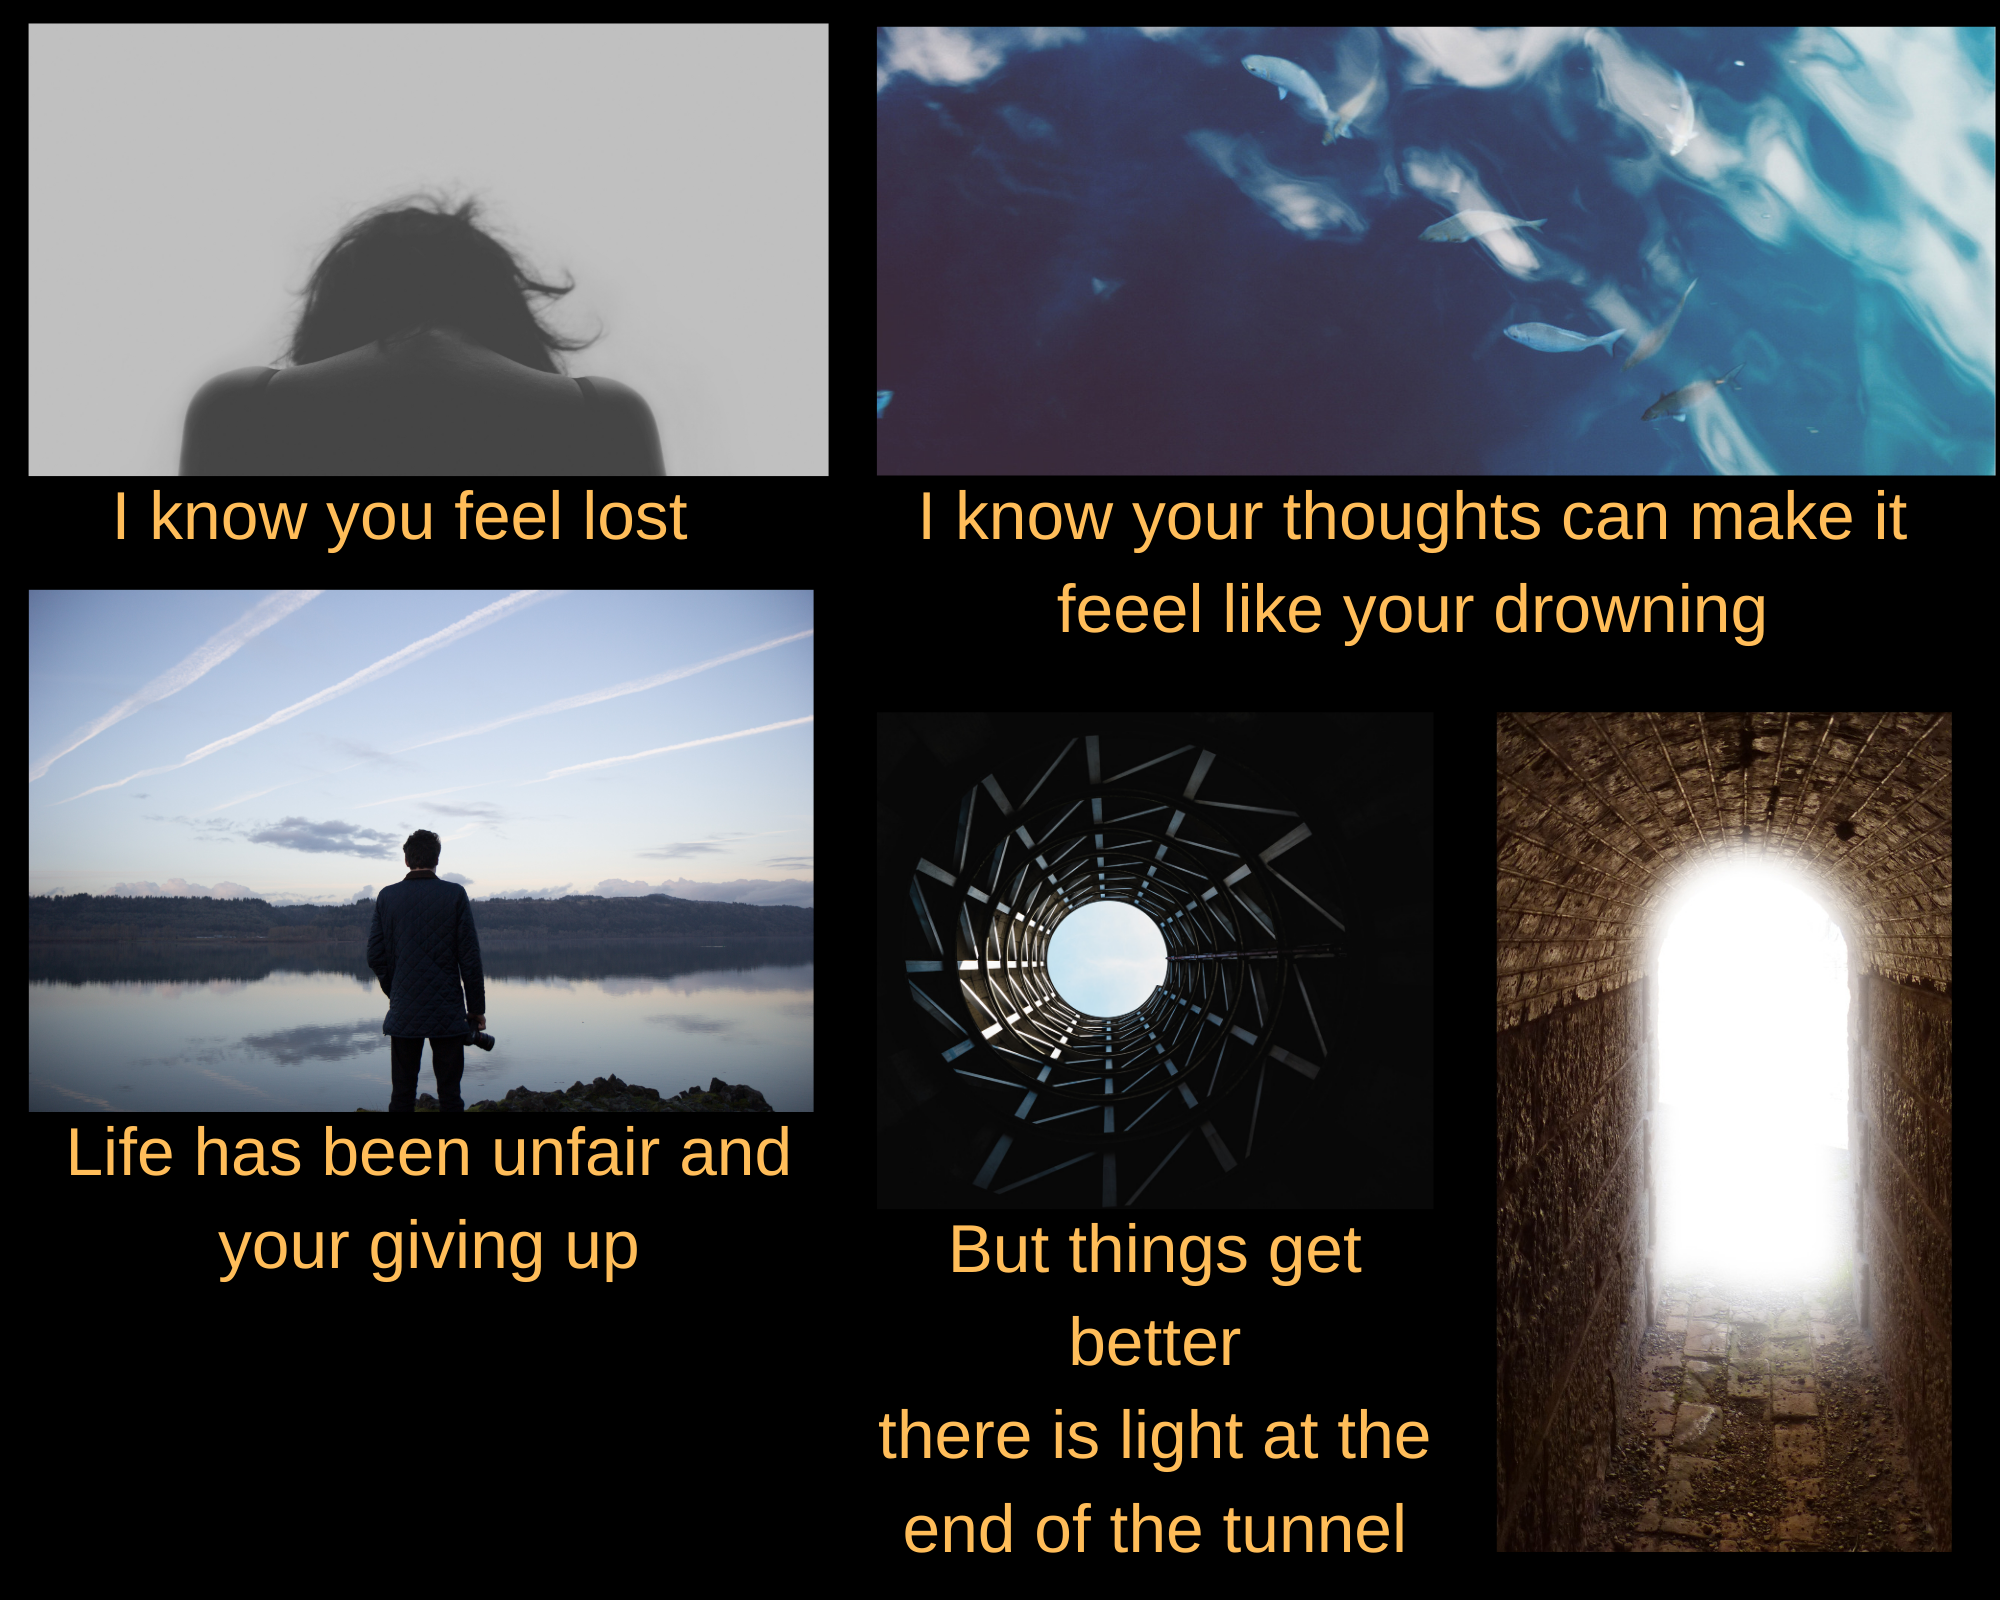 I know you feel lost
I know your thoughts can make it
feeel like your drowning
Life has been unfair and
your giving up
But things get
better
there is light at the
end of the tunnel